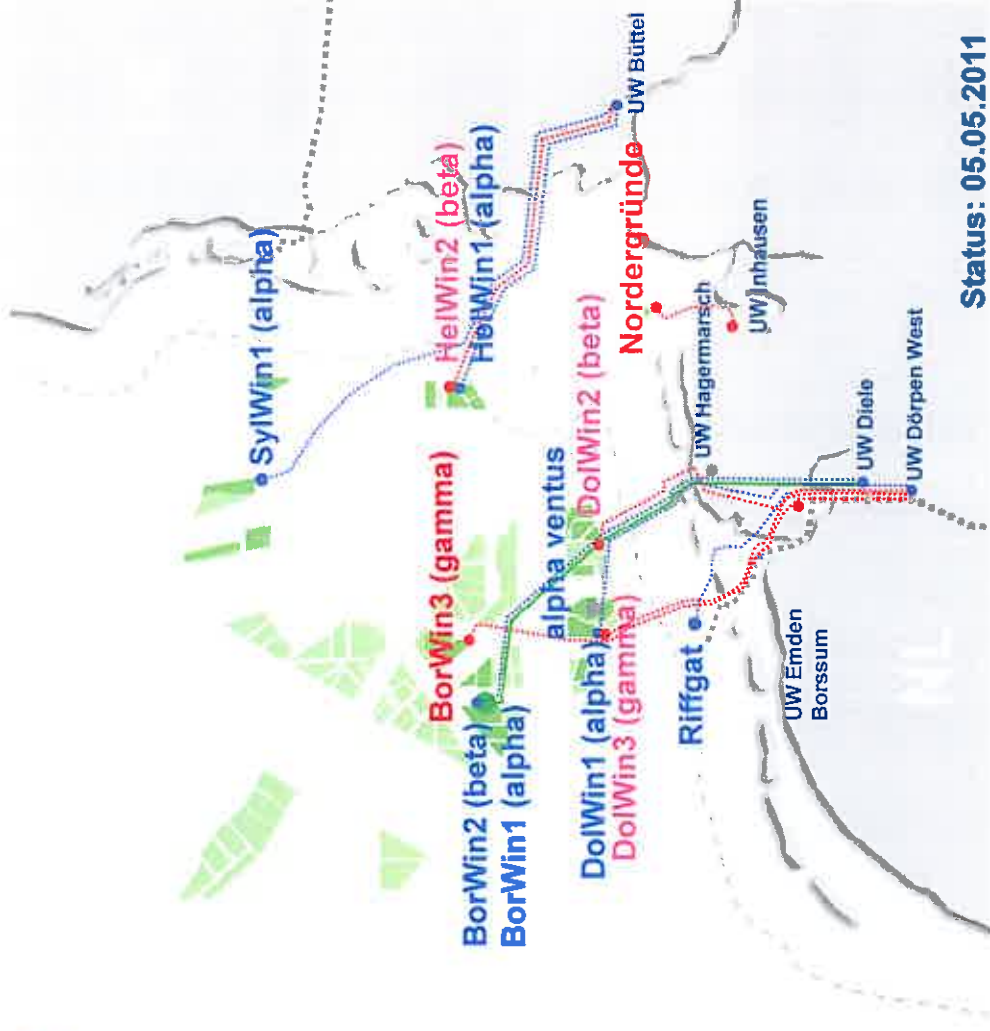 SylWin1 (alpha)
HelWin2 (beta)
HelWin1 (alpha)
BorWin3 (gamma)
BorWin2 (beta)
BorWin1 (alpha)
alpha ventus
DolWin2 (beta)
DolWin1 (alpha)
DolWin3 (gamma)
Nordergründe
Riffgat
UW Büttel
UW Inhausen
UW Hagermarsch
UW Emden
Borssum
UW Diele
UW Dörpen West
NL
Status: 05.05.2011